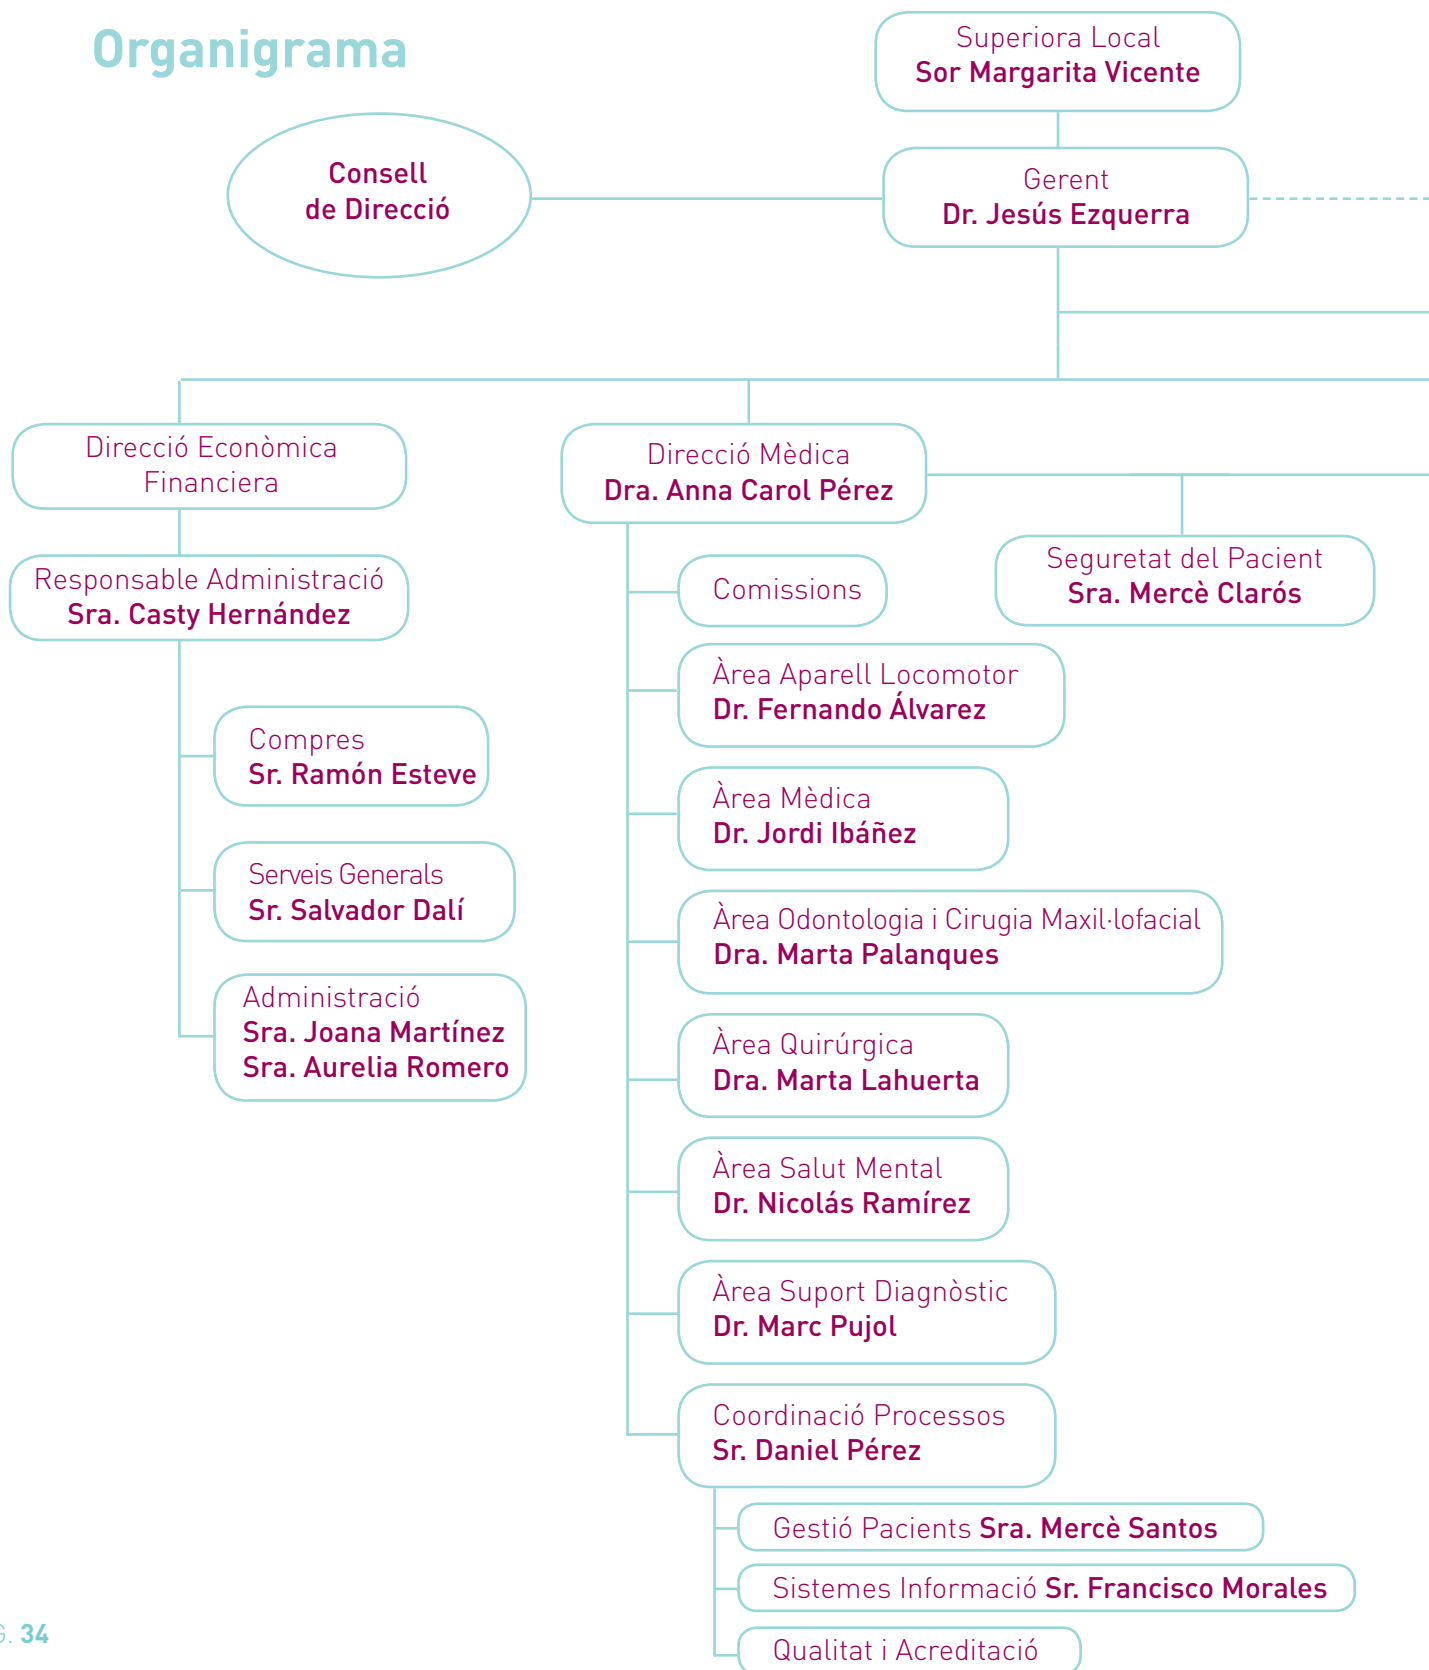 Organigrama
Superiora Local
Sor Margarita Vicente
Consell
de Direcció
Gerent
Dr. Jesús Ezquerra
Direcció Econòmica
Financiera
Responsable Administració
Sra. Casty Hernández
Compres
Sr. Ramón Esteve
Serveis Generals
Sr. Salvador Dalí
Administració
Sra. Joana Martínez
Sra. Aurelia Romero
Direcció Mèdica
Dra. Anna Carol Pérez
Seguretat del Pacient
Sra. Mercè Clarós
Comissions
Àrea Aparell Locomotor
Dr. Fernando Álvarez
Àrea Mèdica
Dr. Jordi Ibáñez
Àrea Odontologia i Cirugia Maxil·lofacial
Dra. Marta Palanques
Àrea Quirúrgica
Dra. Marta Lahuerta
Àrea Salut Mental
Dr. Nicolás Ramírez
Àrea Suport Diagnòstic
Dr. Marc Pujol
Coordinació Processos
Sr. Daniel Pérez
Gestió Pacients Sra. Mercè Santos
Sistemes Informació Sr. Francisco Morales
Qualitat i Acreditació
G. 34